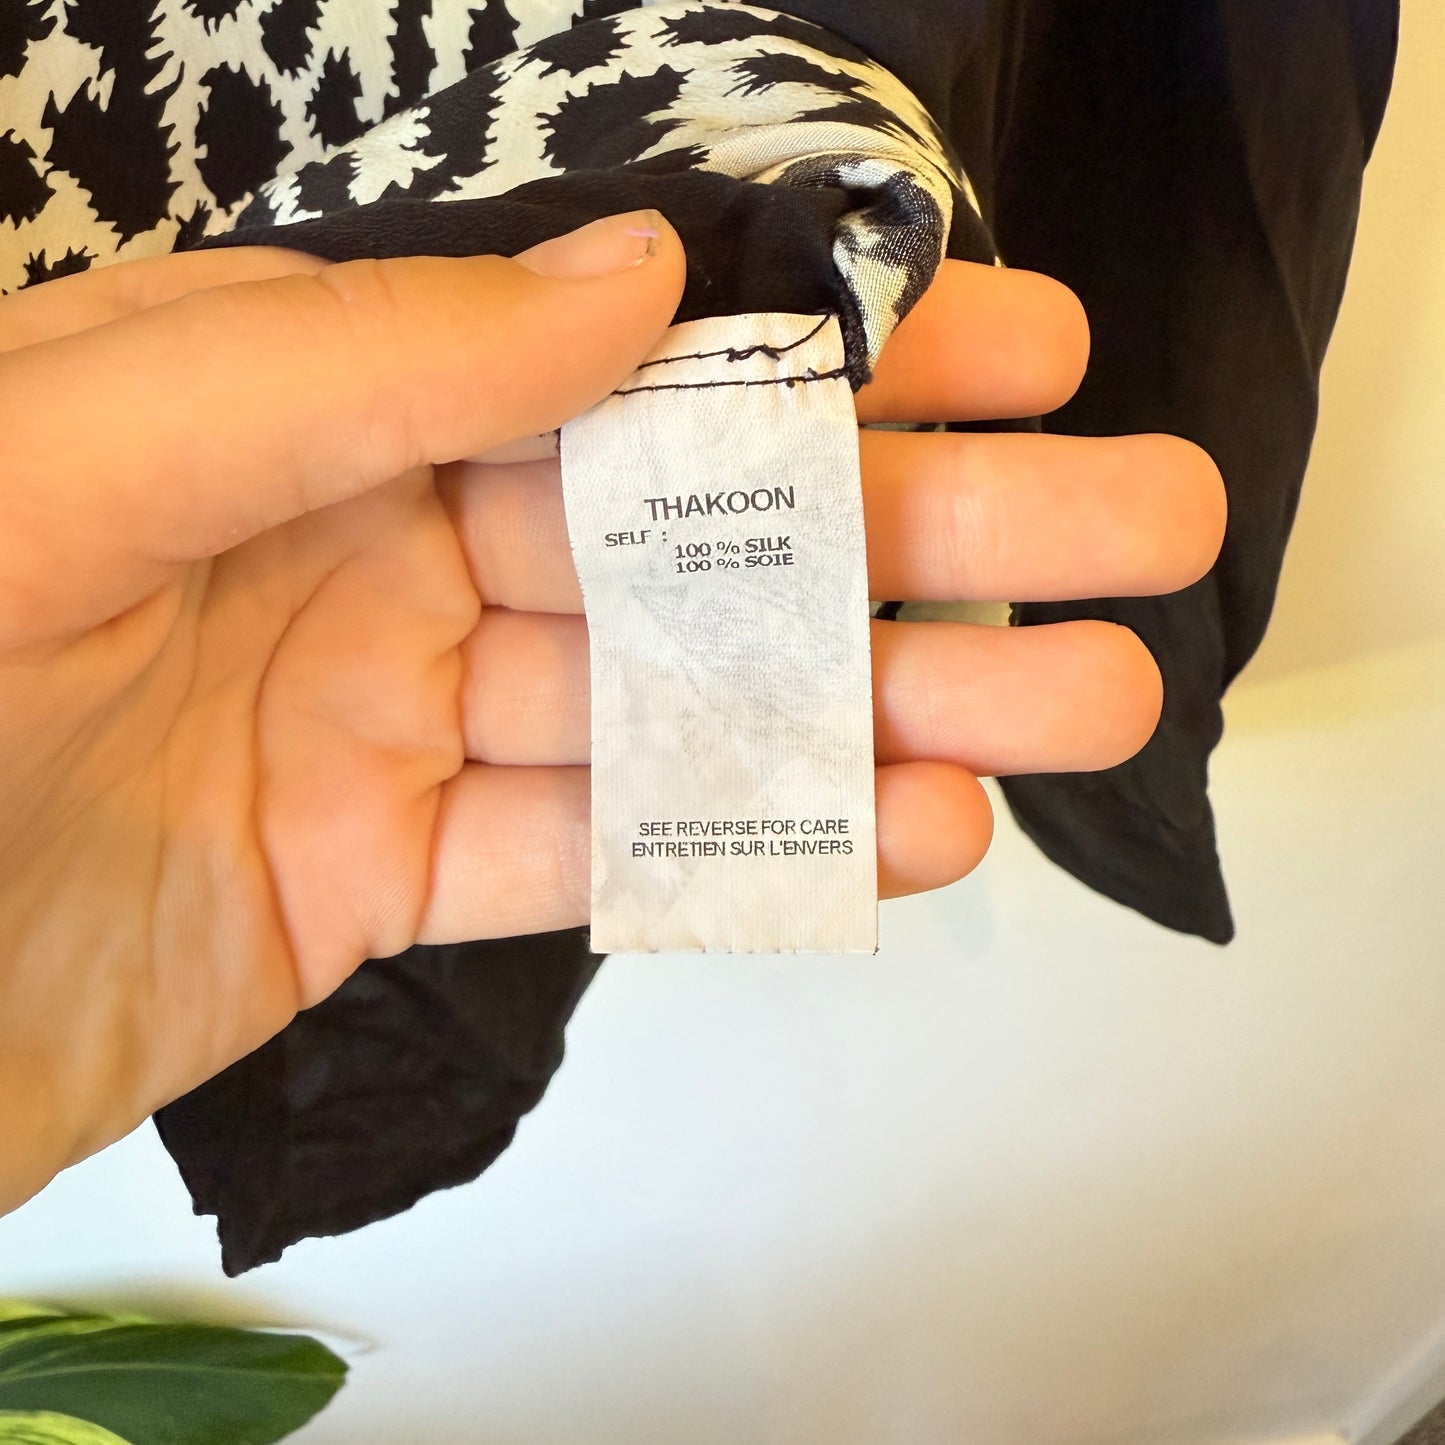 THAKOON
SELF : 100 % SILK
100 % SOIE
SEE REVERSE FOR CARE
ENTRETIEN SUR L'ENVERS